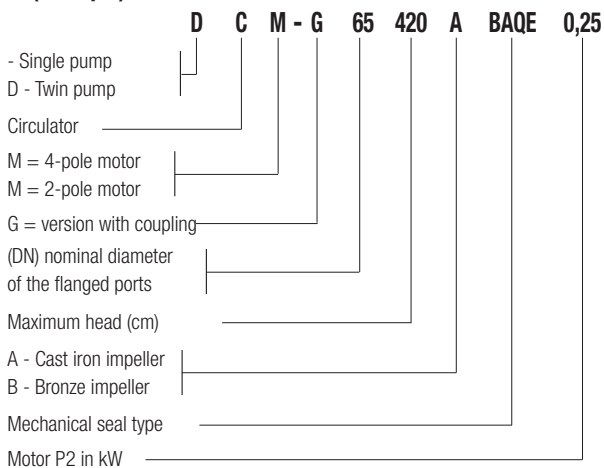 D C M - G 65 420 A BAQE 0,25
- Single pump
D - Twin pump
Circulator
M = 4-pole motor
M = 2-pole motor
G = version with coupling
(DN) nominal diameter
of the flanged ports
Maximum head (cm)
A - Cast iron impeller
B - Bronze impeller
Mechanical seal type
Motor P2 in kW